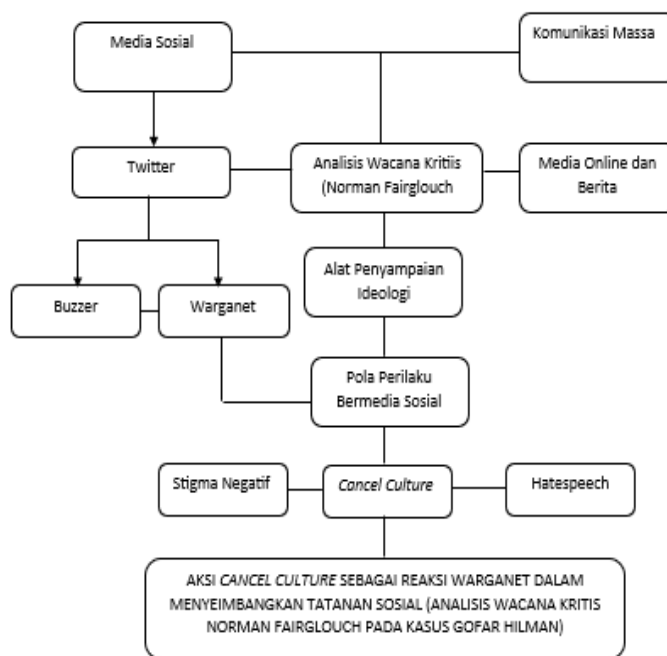 Media Sosial
Komunikasi Massa
Twitter
Analisis Wacana Kritiis
(Norman Fairglouch
Media Online dan
Berita
Alat Penyampaian
Ideologi
Buzzer
Warganet
Pola Perilaku
Bermedia Sosial
Stigma Negatif
Cancel Culture
Hatespeech
AKSI CANCEL CULTURE SEBAGAI REAKSI WARGANET DALAM
MENYEIMBANGKAN TATANAN SOSIAL (ANALISIS WACANA KRITIS
NORMAN FAIRGLOUCH PADA KASUS GOFAR HILMAN)